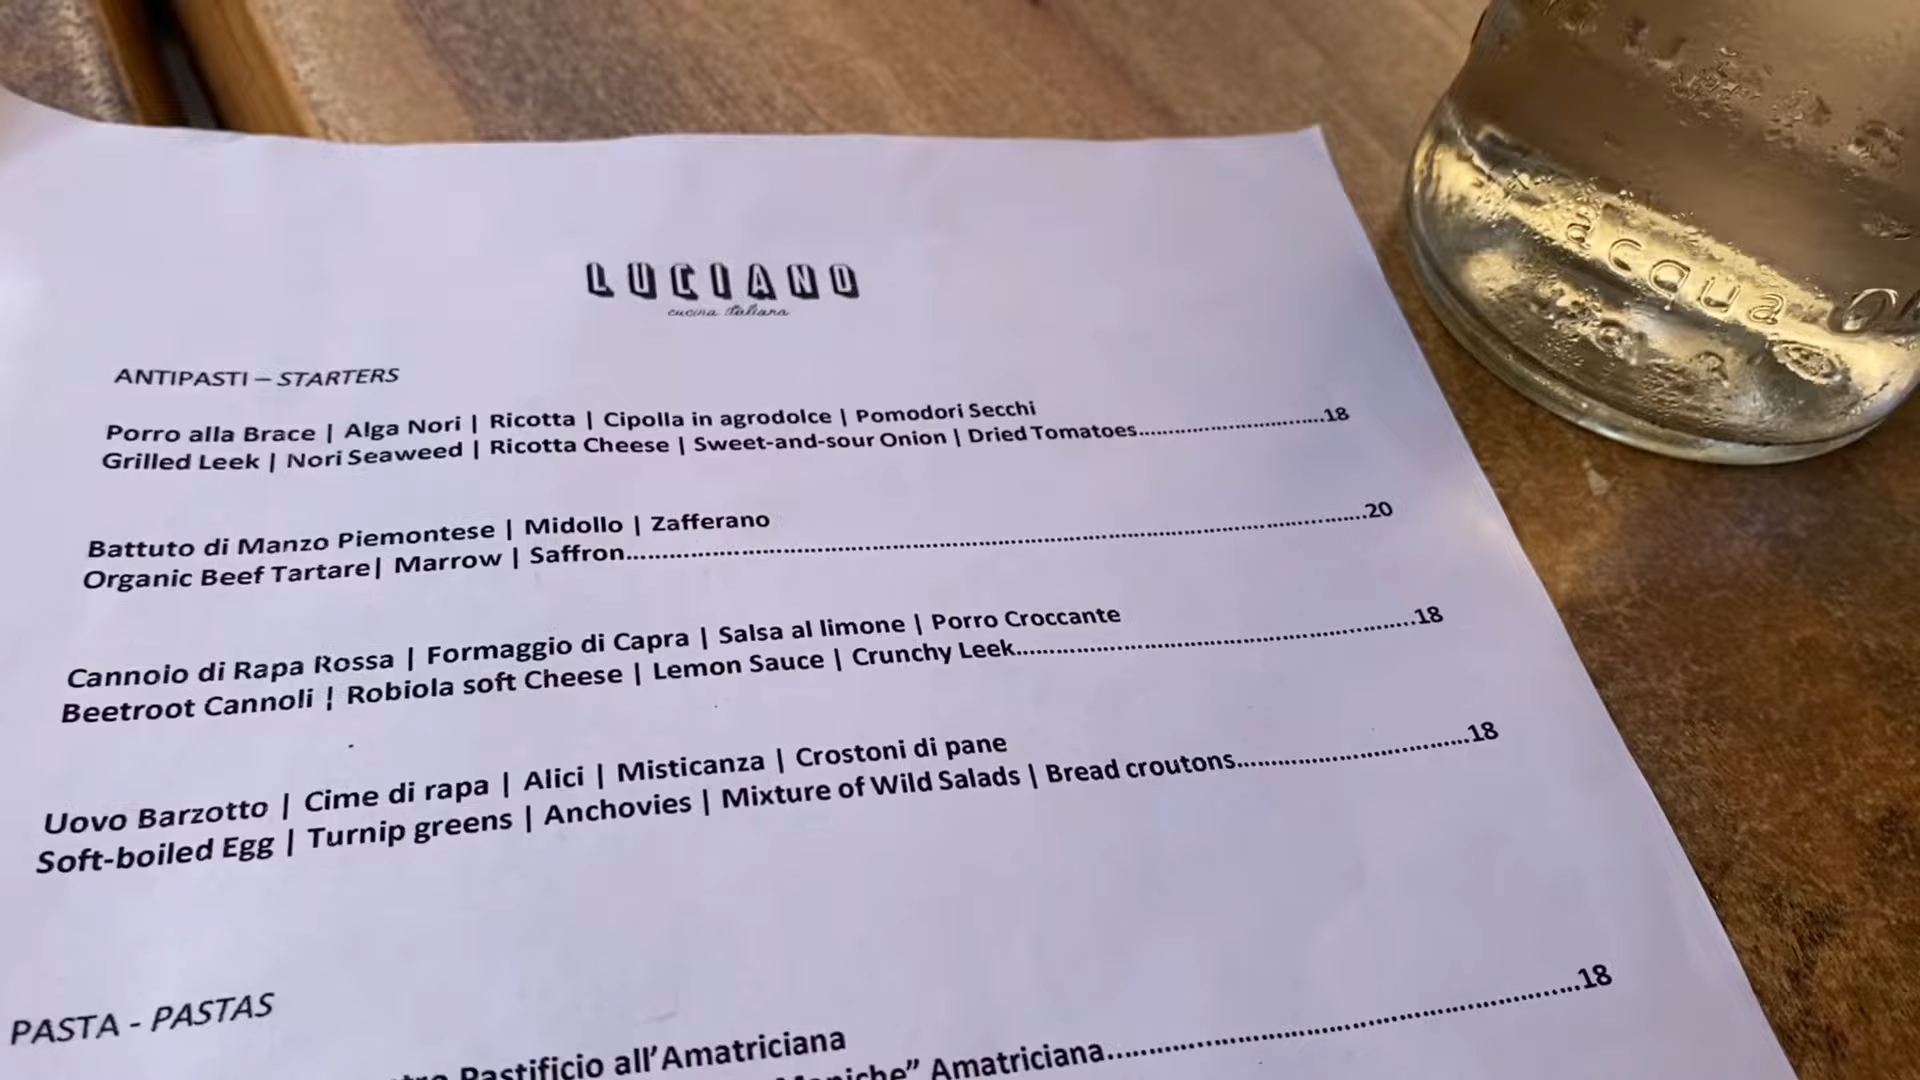 LUCIANO
cucina italiana
ANTIPASTI – STARTERS
Porro alla Brace | Alga Nori | Ricotta | Cipolla in agrodolce | Pomodori Secchi
Grilled Leek | Nori Seaweed | Ricotta Cheese | Sweet-and-sour Onion | Dried Tomatoes...........................18
Battuto di Manzo Piemontese | Midollo | Zafferano
Organic Beef Tartare| Marrow | Saffron...........................20
Cannolo di Rapa Rossa | Formaggio di Capra | Salsa al limone | Porro Croccante
Beetroot Cannoli ¦ Robiola soft Cheese | Lemon Sauce | Crunchy Leek...........................18
Uovo Barzotto | Cime di rapa | Alici | Misticanza | Crostoni di pane
Soft-boiled Egg | Turnip greens | Anchovies | Mixture of Wild Salads | Bread croutons...........................18
PASTA - PASTAS
Pastificio all’Amatriciana
Amatriciana...........................18
acqua